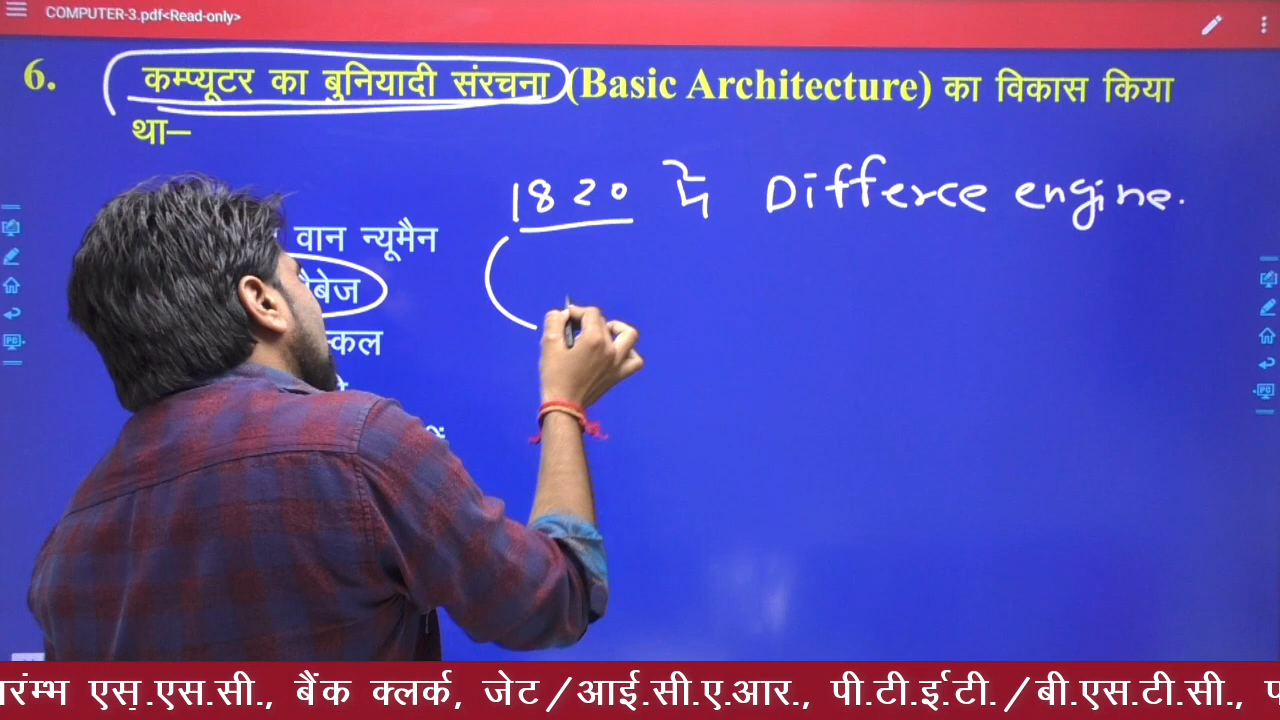 COMPUTER-3.pdf<Read-only>
6. कम्प्यूटर का बुनियादी संरचना (Basic Architecture) का विकास किया
था–
1820 में Differce engine.
वान न्यूमैन
बैबेज
स्कल
एस.एस.सी., बैंक क्लर्क, जेट/आई.सी.ए.आर., पी.टी.ई.टी./बी.एस.टी.सी.,